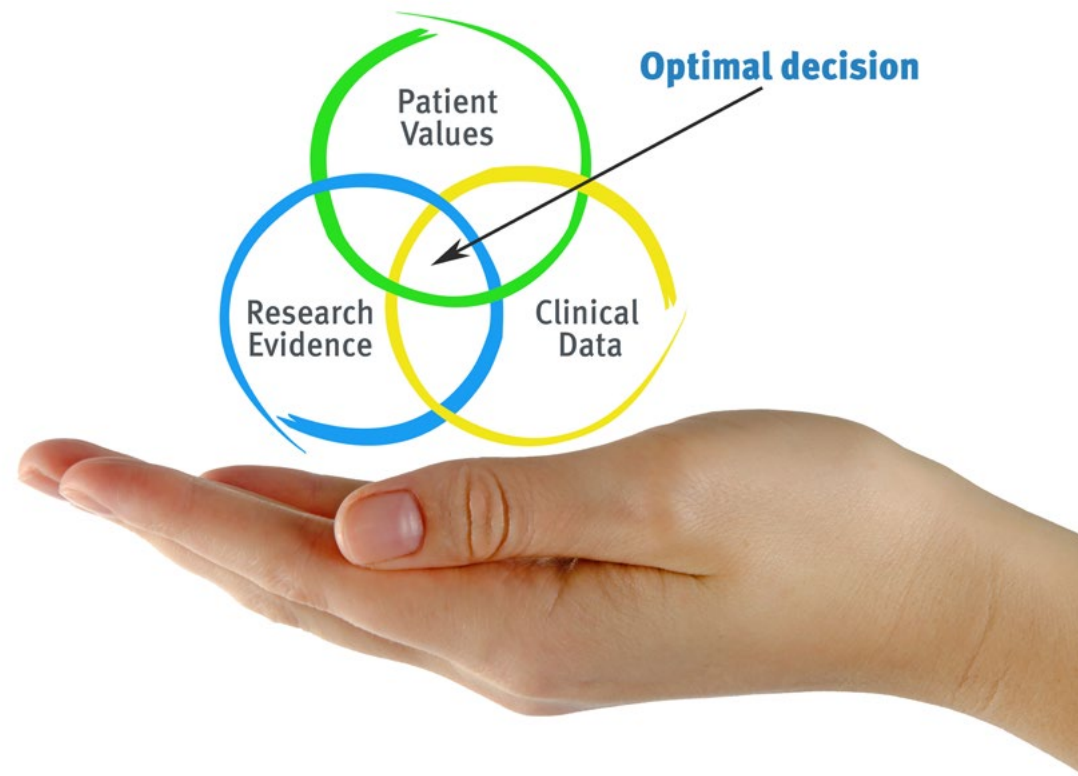 Optimal decision
Patient
Values
Research
Evidence
Clinical
Data